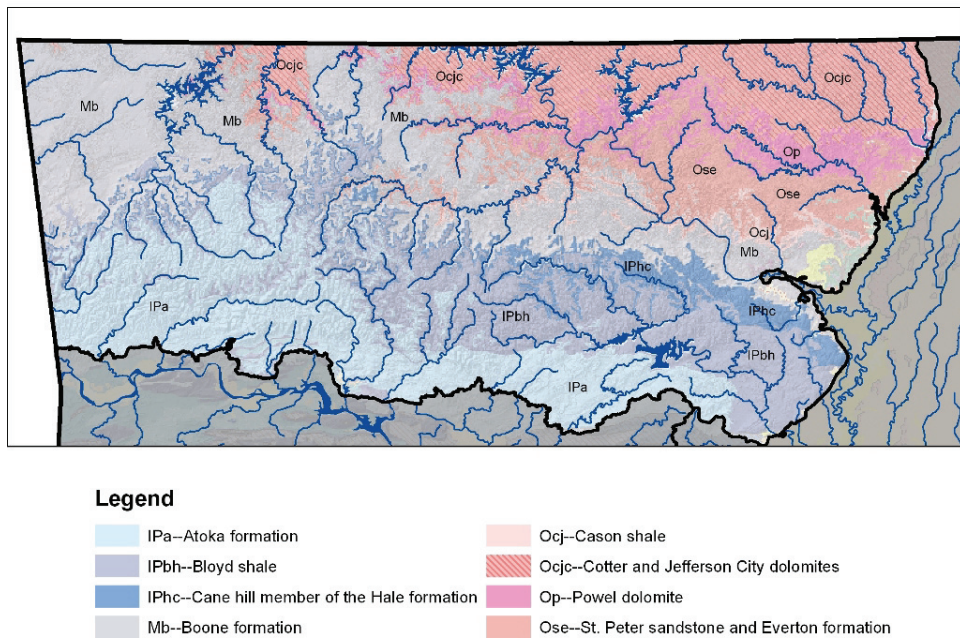 Ocjc
Ocjc
Ocjc
Mb
Mb
Mb
Op
Ose
Ose
Ocj
Mb
IPhc
IPa
IPbh
IPbc
IPbh
IPa
Legend
IPa--Atoka formation
IPbh--Bloyd shale
IPhc--Cane hill member of the Hale formation
Mb--Boone formation
Ocj--Cason shale
Ocjc--Cotter and Jefferson City dolomites
Op--Powel dolomite
Ose--St. Peter sandstone and Everton formation